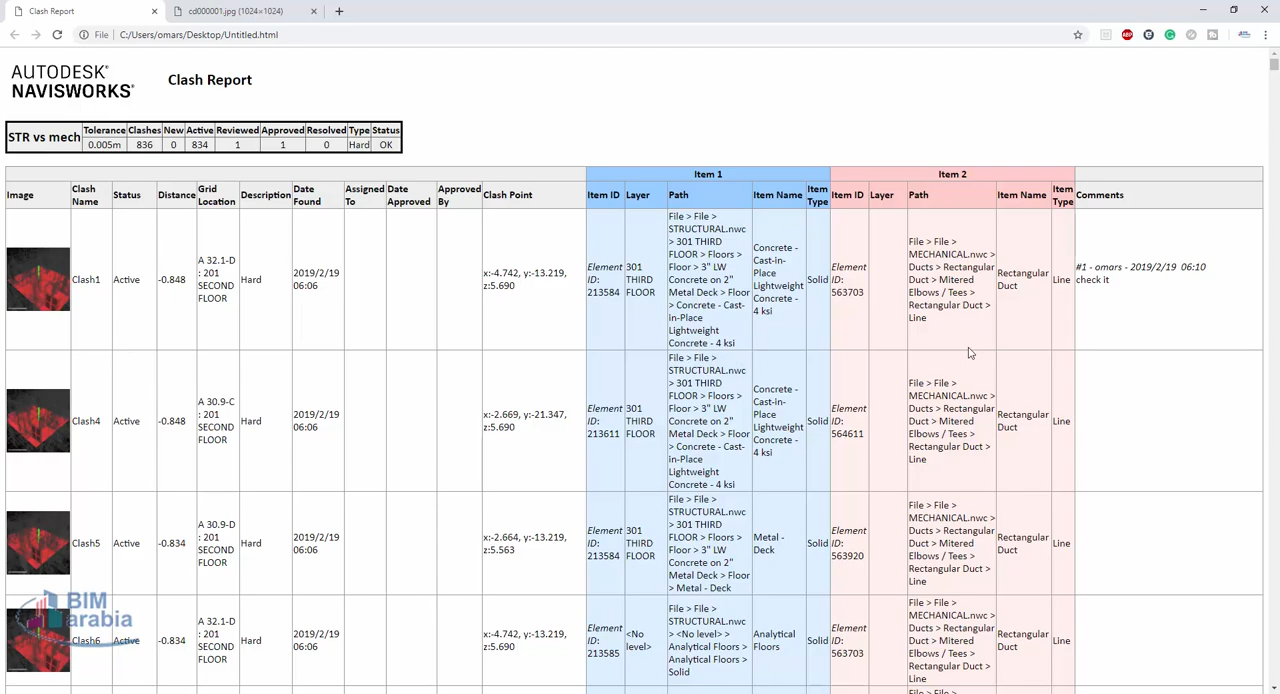 Clash Report
cd000001.jpg (1024×1024)
File
C:/Users/omars/Desktop/Untitled.html
AUTODESK®
NAVISWORKS®
Clash Report
STR vs mech
Tolerance Clashes New Active Reviewed Approved Resolved Type Status
0.005m 836 0 834 1 1 0 Hard OK
Item 1
Item 2
Image
Clash
Name
Status
Distance
Grid
Location
Description
Date
Found
Assigned
To
Date
Approved
Approved
By
Clash Point
Item ID
Layer
Path
Item Name
Item
Type
Item ID
Layer
Path
Item Name
Item
Type
Comments
Clash1
Active
-0.848
A 32.1-D
: 201
SECOND
FLOOR
Hard
2019/2/19
06:06
x:-4.742, y:-13.219,
z:5.690
Element
ID:
213584
301
THIRD
FLOOR
File > File >
STRUCTURAL.nwc
> 301 THIRD
FLOOR > Floors >
Floor > 3" LW
Concrete on 2"
Metal Deck > Floor
> Concrete - Cast-
in-Place
Lightweight
Concrete - 4 ksi
Concrete -
Cast-in-
Place
Lightweight
Concrete -
4 ksi
Solid
Element
ID:
563703
File > File >
MECHANICAL.nwc >
Ducts > Rectangular
Duct > Mitered
Elbows / Tees >
Rectangular Duct >
Line
Rectangular
Duct
Line
#1 - omars - 2019/2/19 06:10
check it
Clash4
Active
-0.848
A 30.9-C
: 201
SECOND
FLOOR
Hard
2019/2/19
06:06
x:-2.669, y:-21.347,
z:5.690
Element
ID:
213611
301
THIRD
FLOOR
File > File >
STRUCTURAL.nwc
> 301 THIRD
FLOOR > Floors >
Floor > 3" LW
Concrete on 2"
Metal Deck > Floor
> Concrete - Cast-
in-Place
Lightweight
Concrete - 4 ksi
Concrete -
Cast-in-
Place
Lightweight
Concrete -
4 ksi
Solid
Element
ID:
564611
File > File >
MECHANICAL.nwc >
Ducts > Rectangular
Duct > Mitered
Elbows / Tees >
Rectangular Duct >
Line
Rectangular
Duct
Line
Clash5
Active
-0.834
A 30.9-D
: 201
SECOND
FLOOR
Hard
2019/2/19
06:06
x:-2.664, y:-13.219,
z:5.563
Element
ID:
213584
301
THIRD
FLOOR
File > File >
STRUCTURAL.nwc
> 301 THIRD
FLOOR > Floors >
Floor > 3" LW
Concrete on 2"
Metal Deck > Floor
> Metal - Deck
Metal -
Deck
Solid
Element
ID:
563920
File > File >
MECHANICAL.nwc >
Ducts > Rectangular
Duct > Mitered
Elbows / Tees >
Rectangular Duct >
Line
Rectangular
Duct
Line
Clash6
Active
-0.834
A 32.1-D
: 201
SECOND
FLOOR
Hard
2019/2/19
06:06
x:-4.742, y:-13.219,
z:5.690
Element
ID:
213585
<No
level>
File > File >
STRUCTURAL.nwc
> <No level> >
Analytical Floors >
Analytical Floors >
Solid
Analytical
Floors
Solid
Element
ID:
563703
File > File >
MECHANICAL.nwc >
Ducts > Rectangular
Duct > Mitered
Elbows / Tees >
Rectangular Duct >
Line
Rectangular
Duct
Line
BIM
arabia